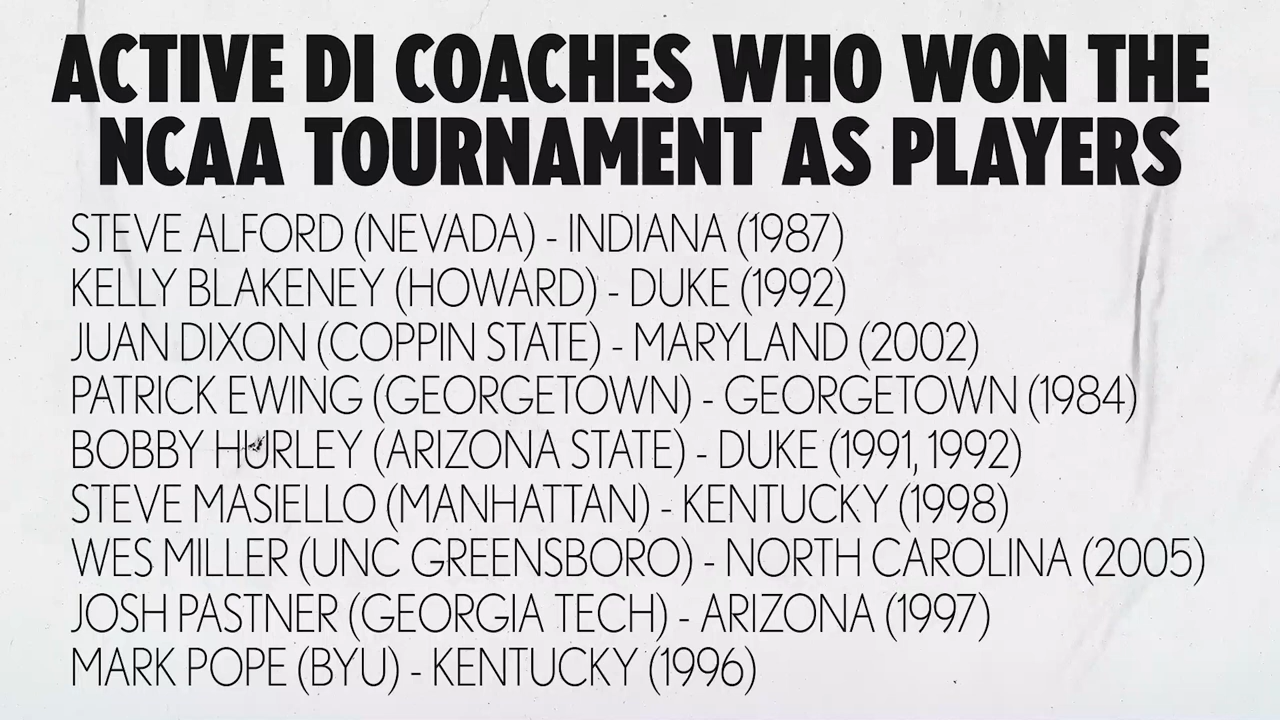 ACTIVE DI COACHES WHO WON THE
NCAA TOURNAMENT AS PLAYERS
STEVE ALFORD (NEVADA) - INDIANA (1987)
KELLY BLAKENEY (HOWARD) - DUKE (1992)
JUAN DIXON (COPPIN STATE) - MARYLAND (2002)
PATRICK EWING (GEORGETOWN) - GEORGETOWN (1984)
BOBBY HURLEY (ARIZONA STATE) - DUKE (1991, 1992)
STEVE MASIELLO (MANHATTAN) - KENTUCKY (1998)
WES MILLER (UNC GREENSBORO) - NORTH CAROLINA (2005)
JOSH PASTNER (GEORGIA TECH) - ARIZONA (1997)
MARK POPE (BYU) - KENTUCKY (1996)